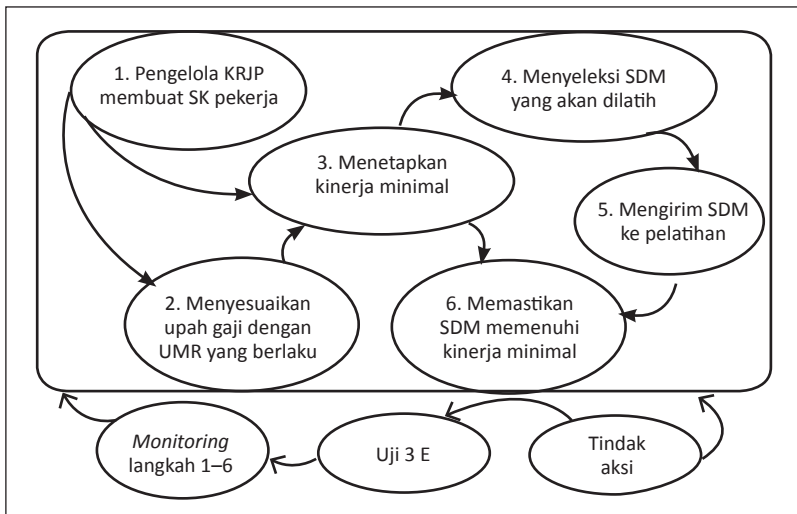 1. Pengelola KRJP
membuat SK pekerja
4. Menyeleksi SDM
yang akan dilatih
3. Menetapkan
kinerja minimal
5. Mengirim SDM
ke pelatihan
2. Menyesuaikan
upah gaji dengan
UMR yang berlaku
6. Memastikan
SDM memenuhi
kinerja minimal
Monitoring
langkah 1–6
Uji 3 E
Tindak
aksi